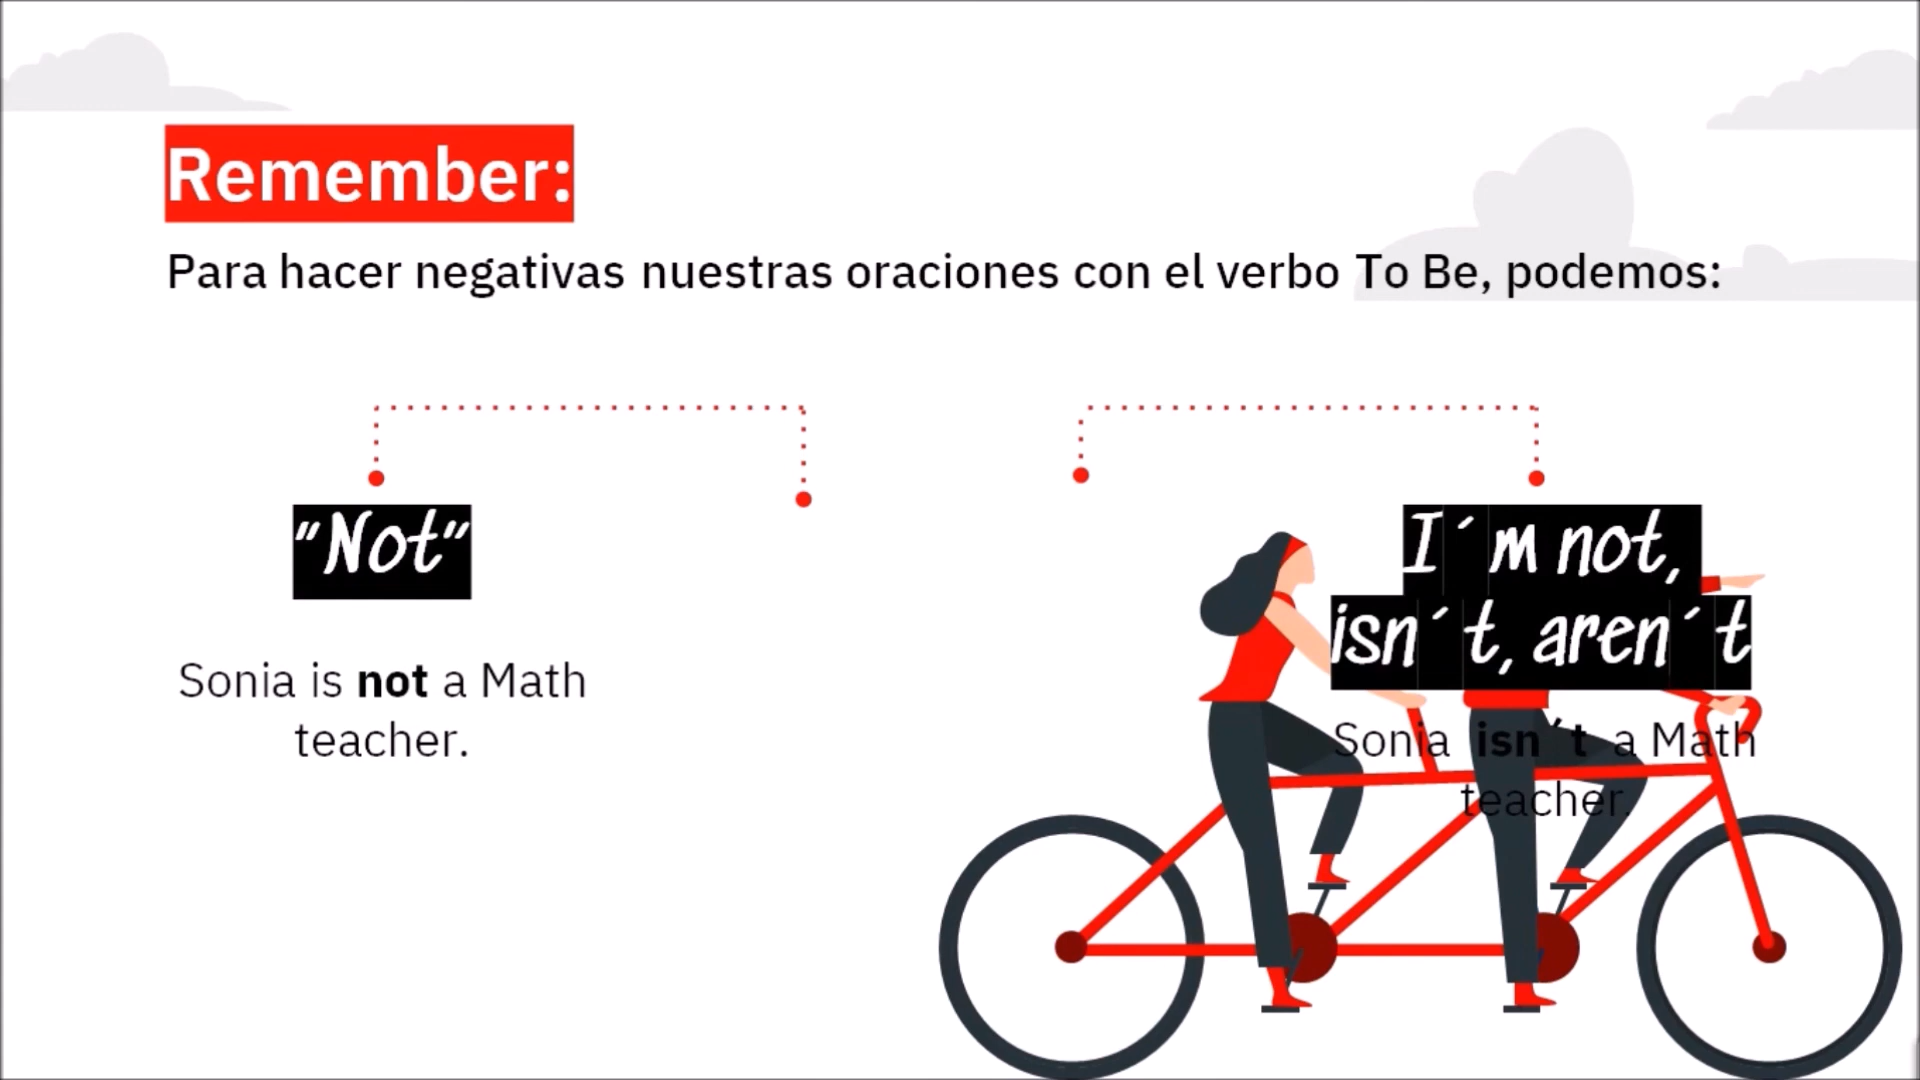 Remember:
Para hacer negativas nuestras oraciones con el verbo To Be, podemos:
"Not"
Sonia is not a Math
teacher.
I´m not,
isn´t, aren´t
Sonia isn´t a Math
teacher.